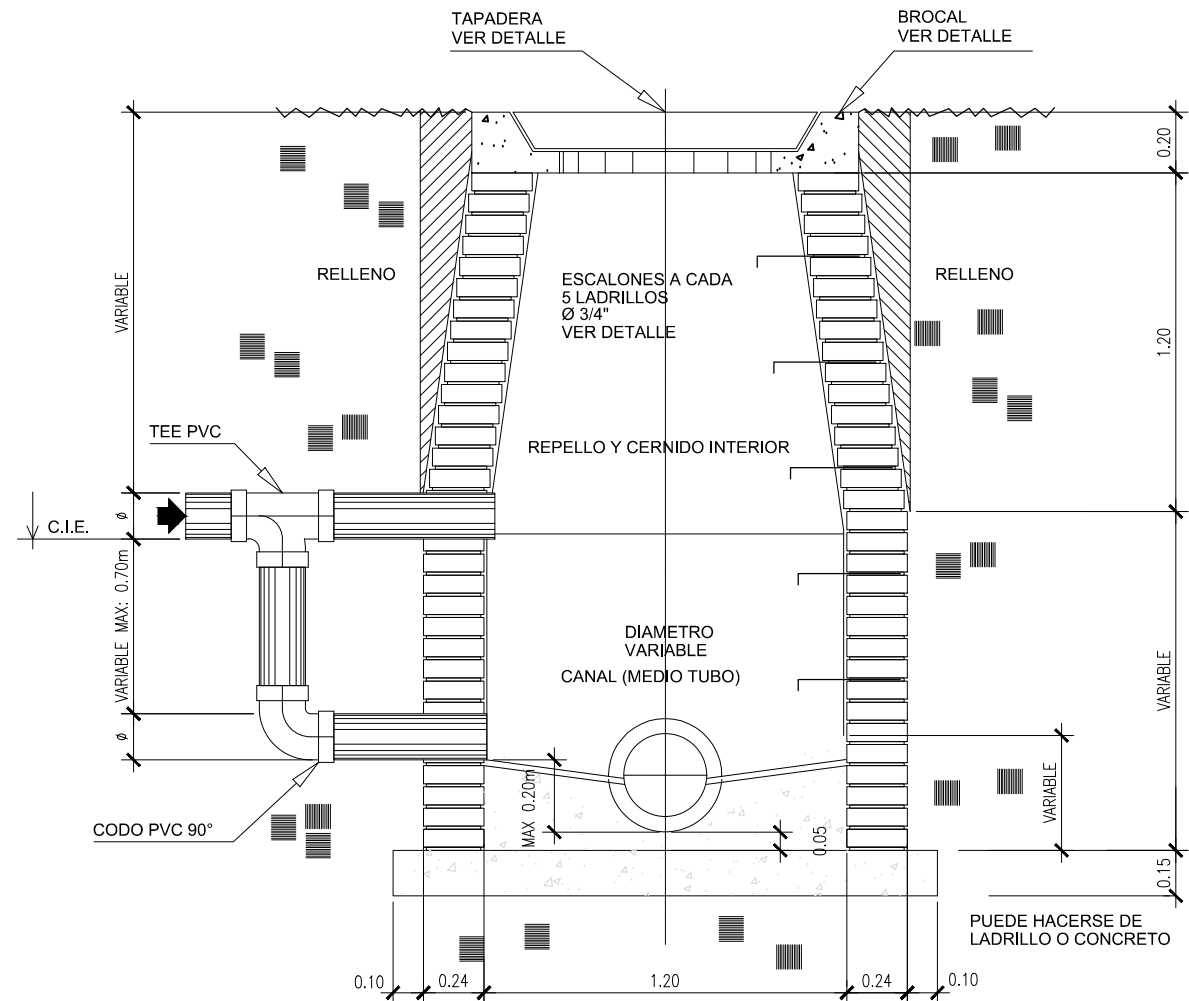 TAPADERA
VER DETALLE
BROCAL
VER DETALLE
0.20
VARIABLE
RELLENO
ESCALONES A CADA
5 LADRILLOS
Ø 3/4"
VER DETALLE
RELLENO
1.20
TEE PVC
REPELLO Y CERNIDO INTERIOR
ø
C.I.E.
VARIABLE MAX: 0.70m
DIAMETRO
VARIABLE
CANAL (MEDIO TUBO)
VARIABLE
ø
MAX 0.20m
VARIABLE
CODO PVC 90°
0.05
0.15
PUEDE HACERSE DE
LADRILLO O CONCRETO
0.10
0.24
1.20
0.24
0.10